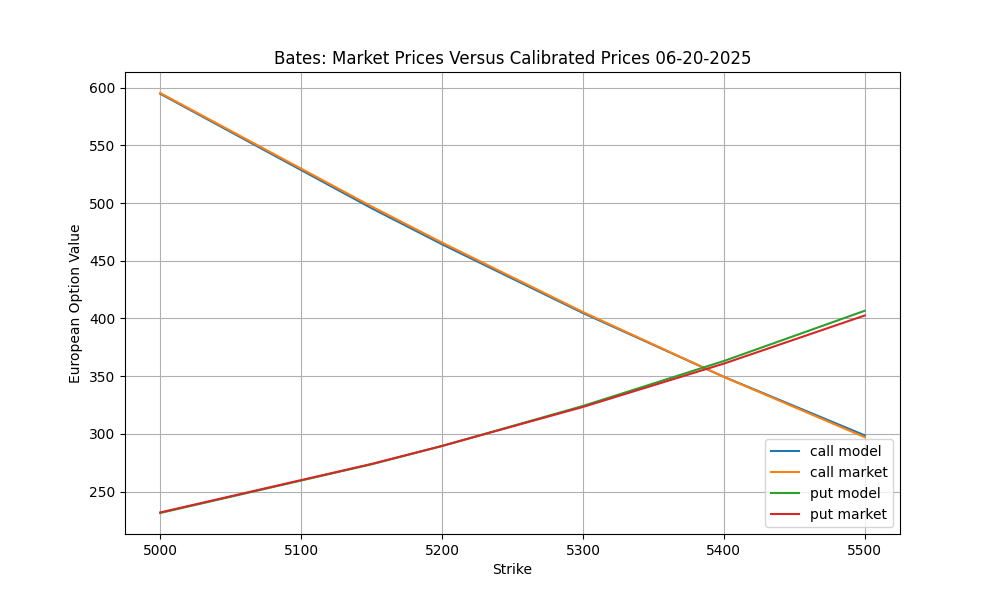 Bates: Market Prices Versus Calibrated Prices 06-20-2025
European Option Value
600
550
500
450
400
350
300
250
5000
5100
5200
5300
5400
5500
Strike
call model
call market
put model
put market